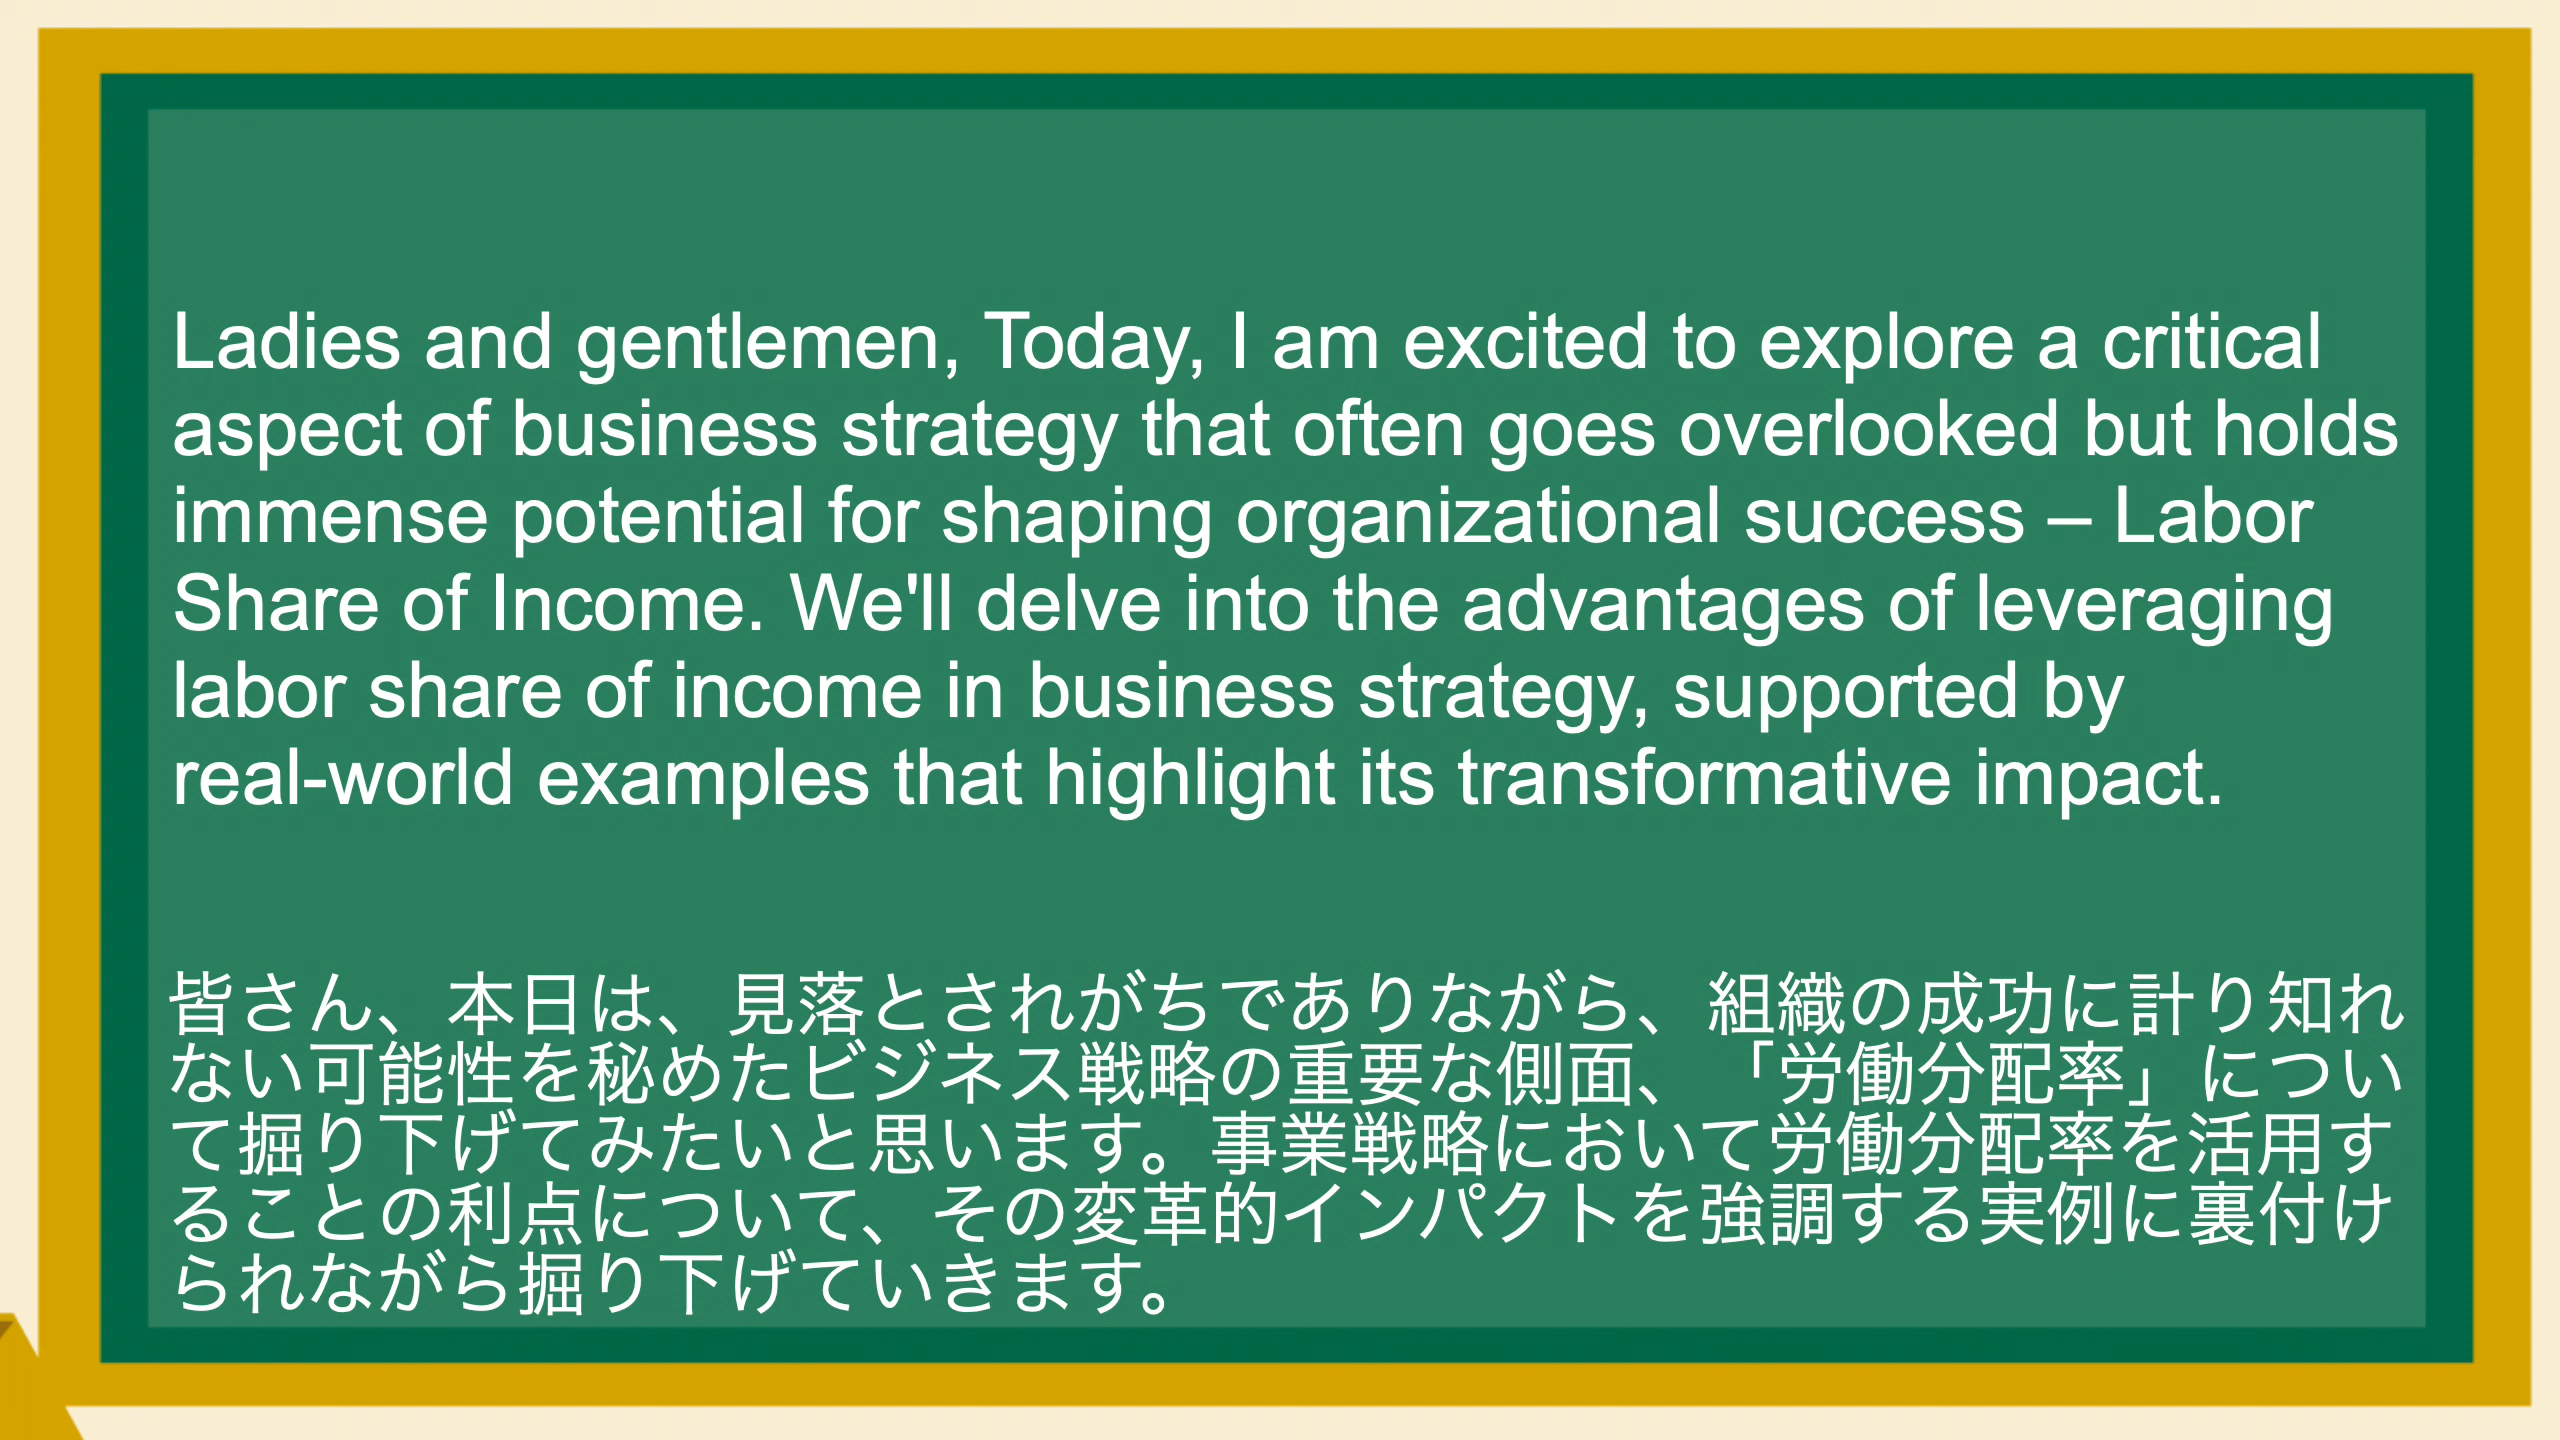 Ladies and gentlemen, Today, I am excited to explore a critical
aspect of business strategy that often goes overlooked but holds
immense potential for shaping organizational success – Labor
Share of Income. We'll delve into the advantages of leveraging
labor share of income in business strategy, supported by
real-world examples that highlight its transformative impact.
皆さん、本日は、見落とされがちでありながら、組織の成功に計り知れ
ない可能性を秘めたビジネス戦略の重要な側面、「労働分配率」につい
て掘り下げてみたいと思います。事業戦略において労働分配率を活用す
ることの利点について、その変革的インパクトを強調する実例に裏付け
られながら掘り下げていきます。